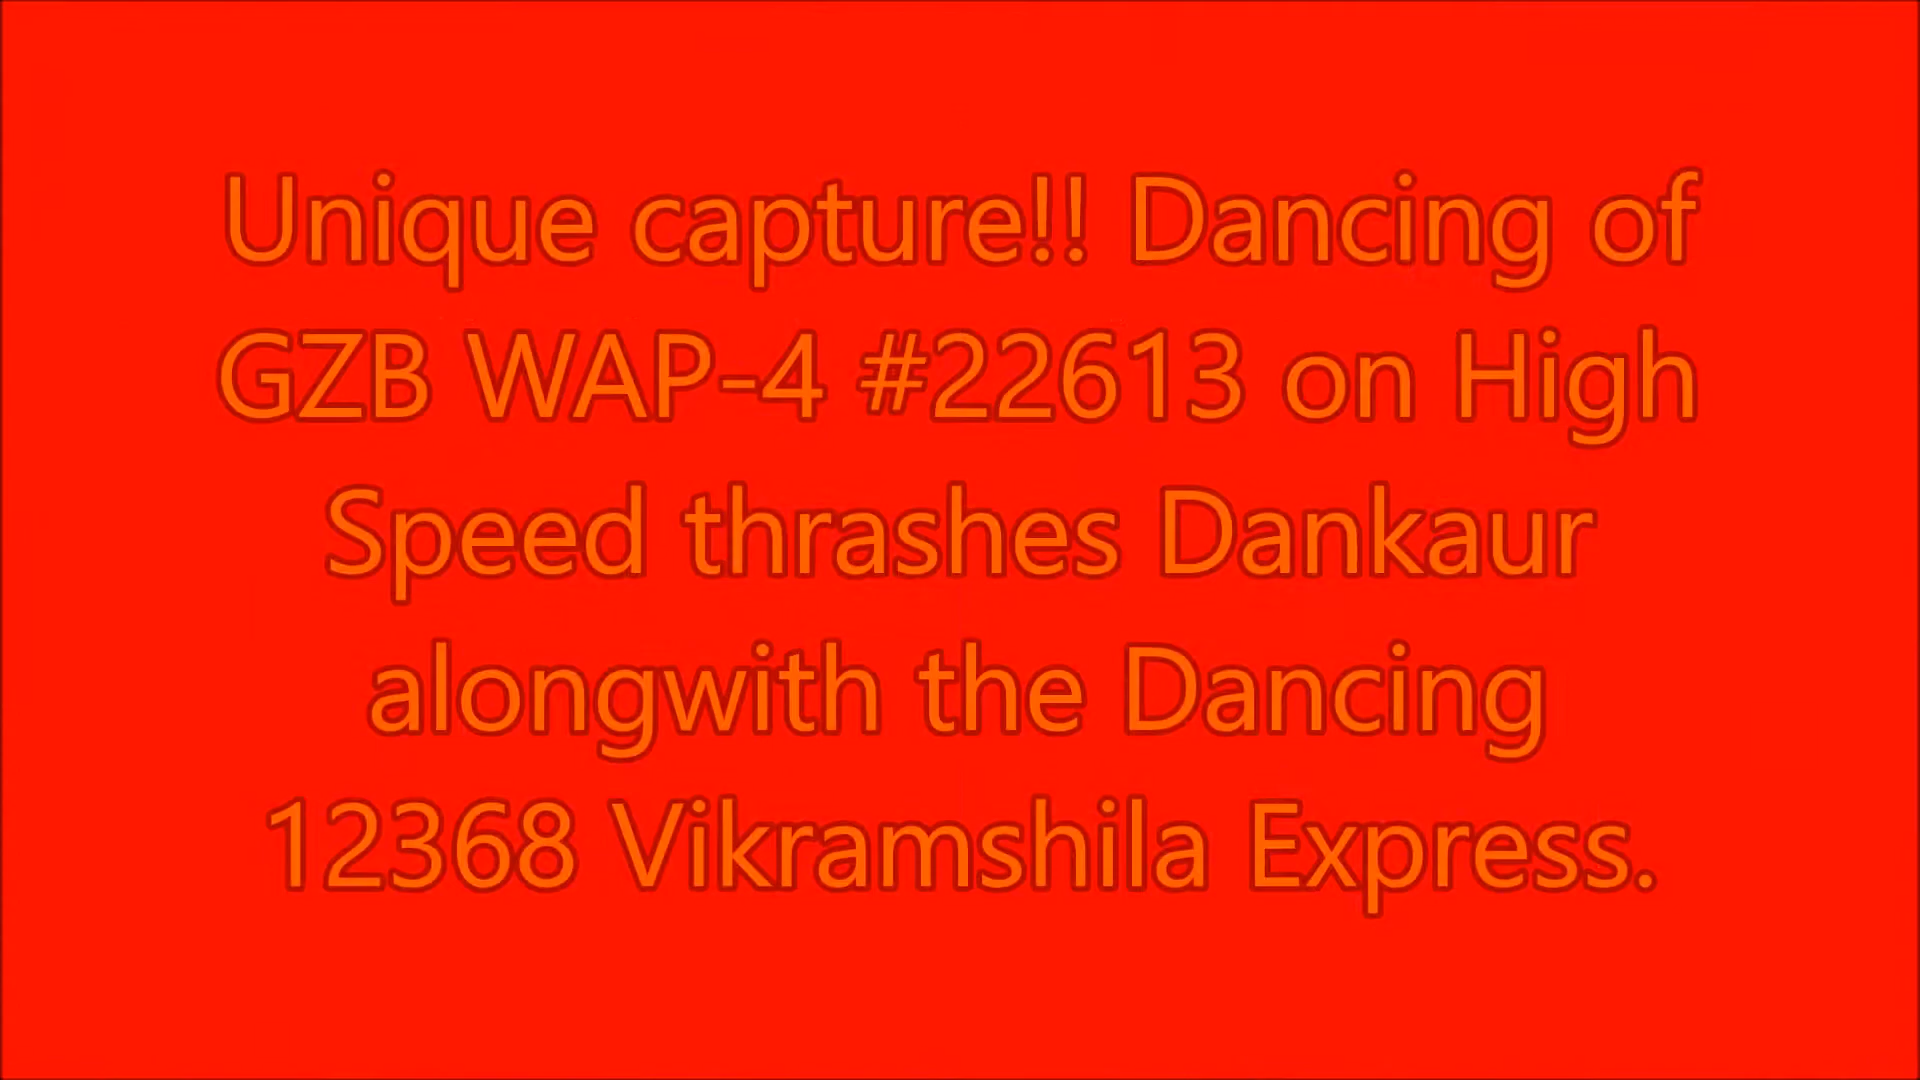 Unique capture!! Dancing of
GZB WAP-4 #22613 on High
Speed thrashes Dankaur
alongwith the Dancing
12368 Vikramshila Express.